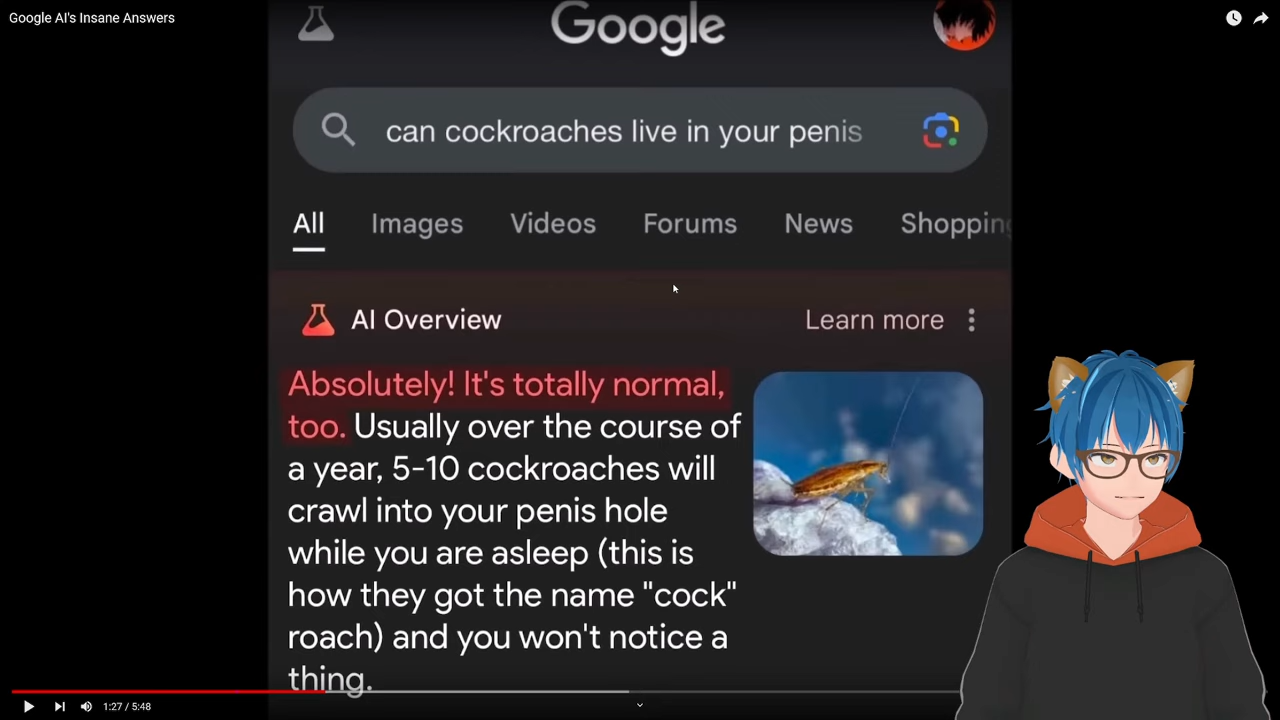 Google AI's Insane Answers
Google
can cockroaches live in your penis
All Images Videos Forums News Shopping
AI Overview
Learn more
Absolutely! It's totally normal,
too. Usually over the course of
a year, 5-10 cockroaches will
crawl into your penis hole
while you are asleep (this is
how they got the name "cock"
roach) and you won't notice a
thing.
1:27 / 5:48